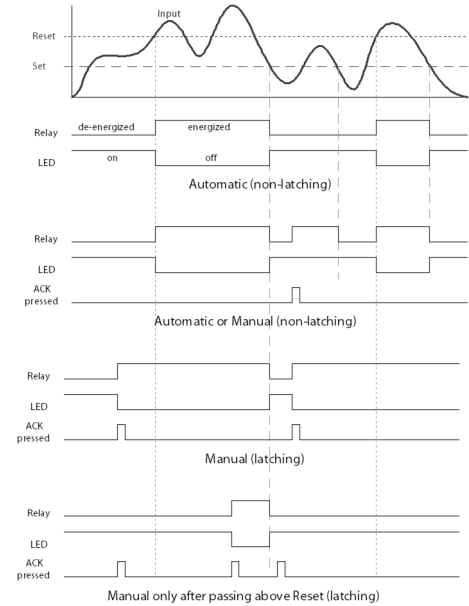 Input
Reset
Set
de-energized energized
Relay
on off
LED
Automatic (non-latching)
Relay
LED
ACK
pressed
Automatic or Manual (non-latching)
Relay
LED
ACK
pressed
Manual (latching)
Relay
LED
ACK
pressed
Manual only after passing above Reset (latching)